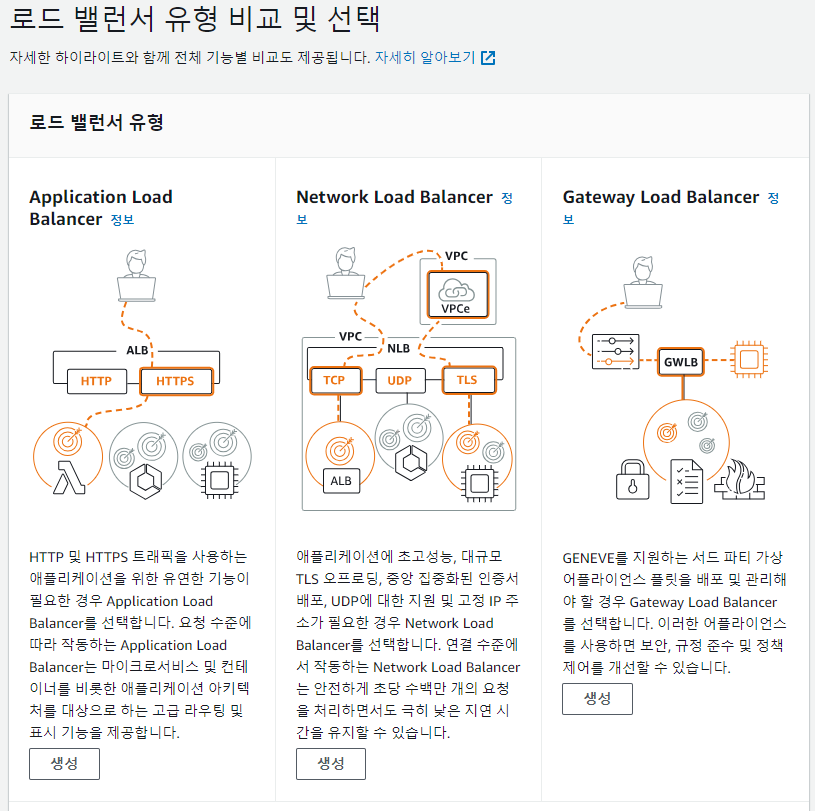 로드 밸런서 유형 비교 및 선택
자세한 하이라이트와 함께 전체 기능별 비교도 제공됩니다. 자세히 알아보기
로드 밸런서 유형
Application Load
Balancer 정보
ALB
HTTP
HTTPS
HTTP 및 HTTPS 트래픽을 사용하는
애플리케이션을 위한 유연한 기능이
필요한 경우 Application Load
Balancer를 선택합니다. 요청 수준에
따라 작동하는 Application Load
Balancer는 마이크로서비스 및 컨테
이너를 비롯한 애플리케이션 아키텍
처를 대상으로 하는 고급 라우팅 및
표시 기능을 제공합니다.
생성
Network Load Balancer 정
보
VPC
VPCe
VPC
NLB
TCP
UDP
TLS
ALB
애플리케이션에 초고성능, 대규모
TLS 오프로딩, 중앙 집중화된 인증서
배포, UDP에 대한 지원 및 고정 IP 주
소가 필요한 경우 Network Load
Balancer를 선택합니다. 연결 수준에
서 작동하는 Network Load Balancer
는 안전하게 초당 수백만 개의 요청
을 처리하면서도 극히 낮은 지연 시
간을 유지할 수 있습니다.
생성
Gateway Load Balancer 정
보
GWLB
GENEVE를 지원하는 서드 파티 가상
어플라이언스 플릿을 배포 및 관리해
야 할 경우 Gateway Load Balancer
를 선택합니다. 이러한 어플라이언스
를 사용하면 보안, 규정 준수 및 정책
제어를 개선할 수 있습니다.
생성